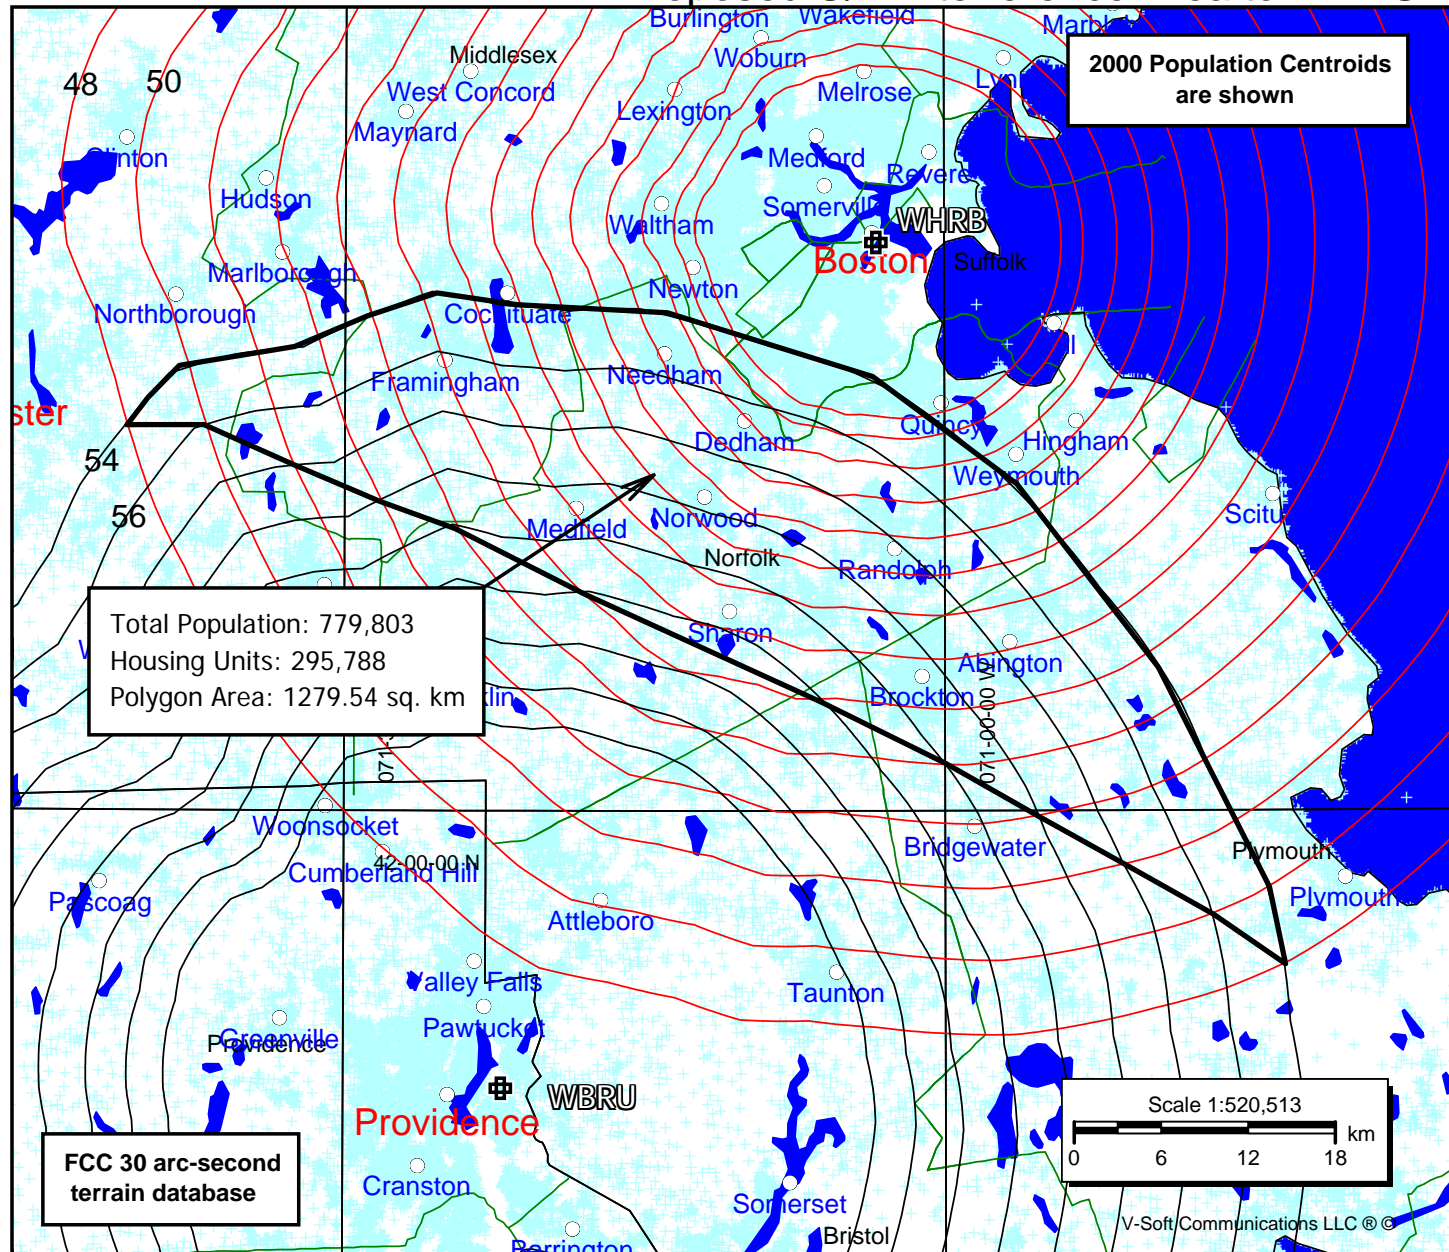 Burlington
Wakefield
Middlesex
Woburn
48
50
West Concord
Lexington
Melrose
2000 Population Centroids
are shown
Maynard
Clinton
Medford
Revere
Hudson
Waltham
Somerville
WHRB
Boston
Suffolk
Marlborough
Newton
Northborough
Cochituate
Framingham
Needham
Dedham
Quincy
Hingham
Weymouth
54
56
Medfield
Norwood
Norfolk
Randolph
Total Population: 779,803
Housing Units: 295,788
Polygon Area: 1279.54 sq. km
Sharon
Abington
Brockton
071-00-00 W
Woonsocket
42-00-00 N
Cumberland Hill
Bridgewater
Plymouth
Plymouth
Pascoag
Attleboro
Valley Falls
Taunton
Pawtucket
Greenville
Providence
WBRU
Providence
Scale 1:520,513
km
0 6 12 18
FCC 30 arc-second
terrain database
Cranston
Somerset
V-Soft Communications LLC ® ©
Bristol
Barrington